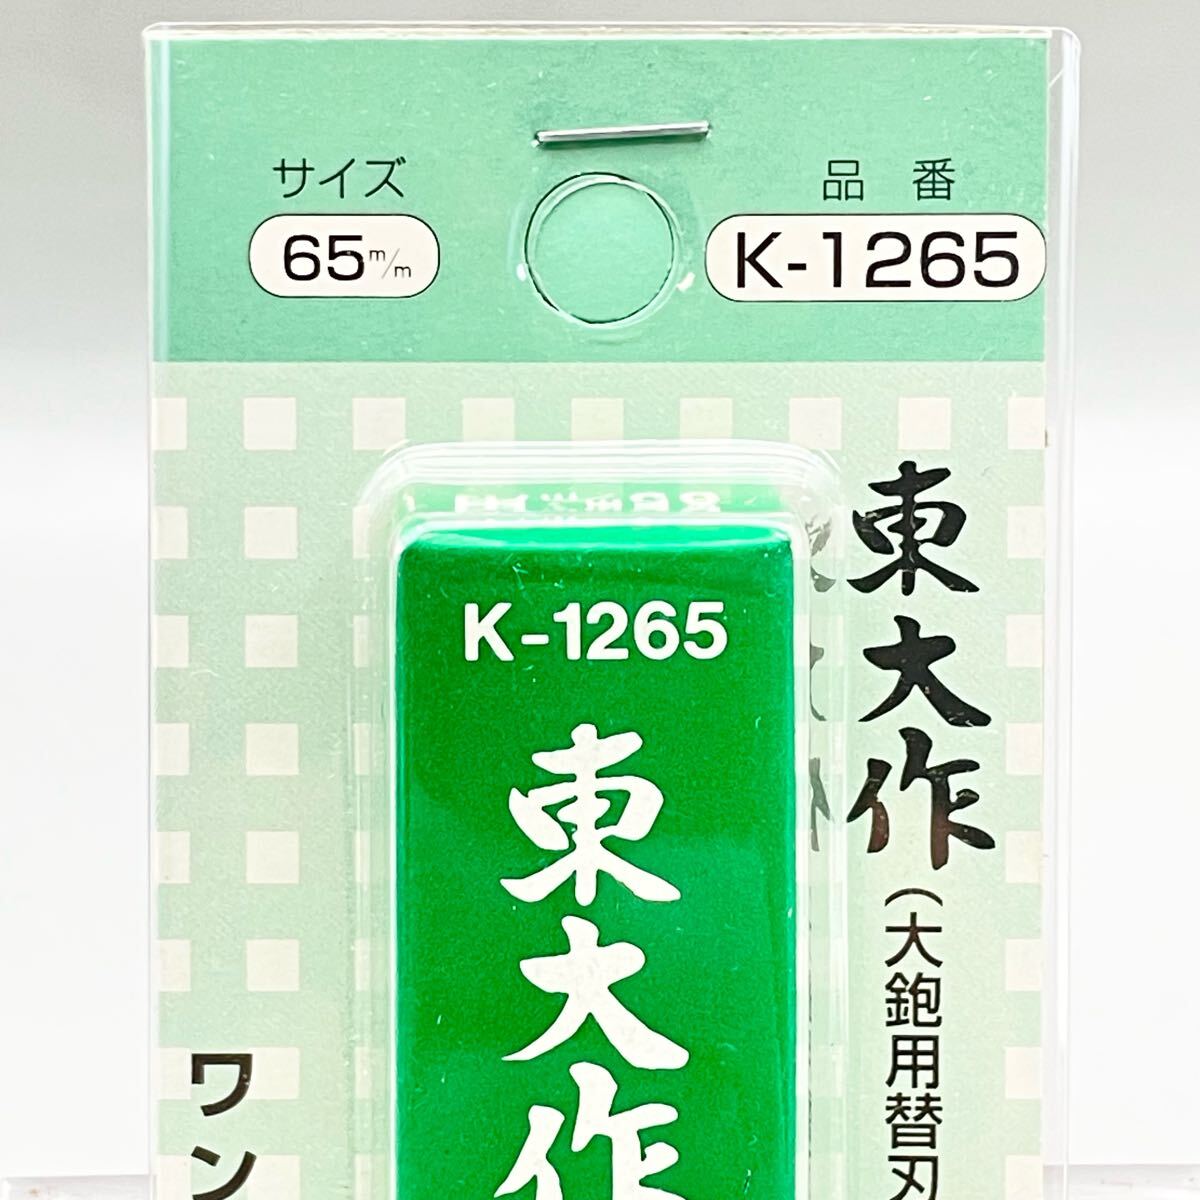 サイズ
65m/m
品番
K-1265
東大作
(大鉋用替刃
K-1265
東大作
ワン